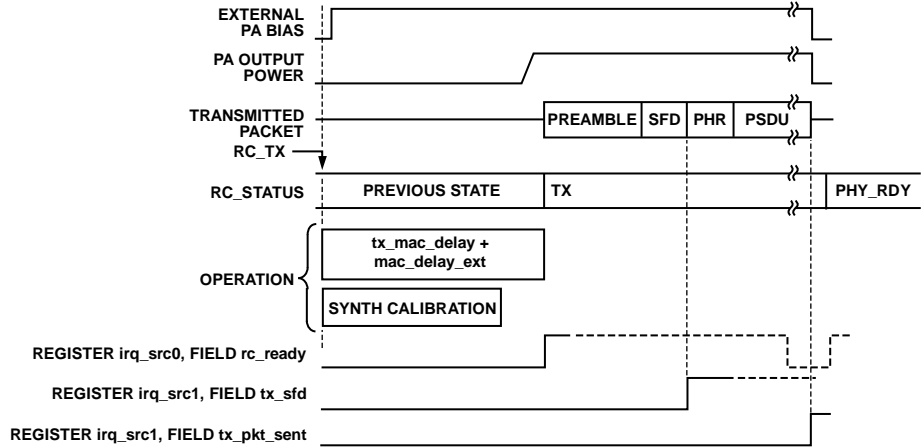 EXTERNAL
PA BIAS
PA OUTPUT
POWER
TRANSMITTED
PACKET
PREAMBLE SFD PHR PSDU
RC_TX
RC_STATUS
PREVIOUS STATE TX PHY_RDY
OPERATION
tx_mac_delay +
mac_delay_ext
SYNTH CALIBRATION
REGISTER irq_src0, FIELD rc_ready
REGISTER irq_src1, FIELD tx_sfd
REGISTER irq_src1, FIELD tx_pkt_sent